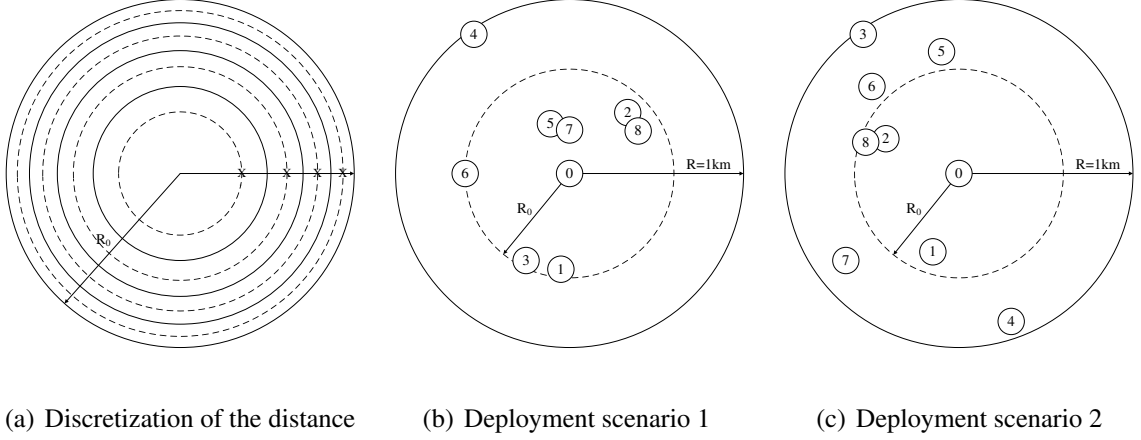 x x x x
R0
4
2
5
7
8
6
0
R=1km
R0
3
1
3
5
6
8
2
0
R=1km
R0
1
7
4
(a) Discretization of the distance
(b) Deployment scenario 1
(c) Deployment scenario 2